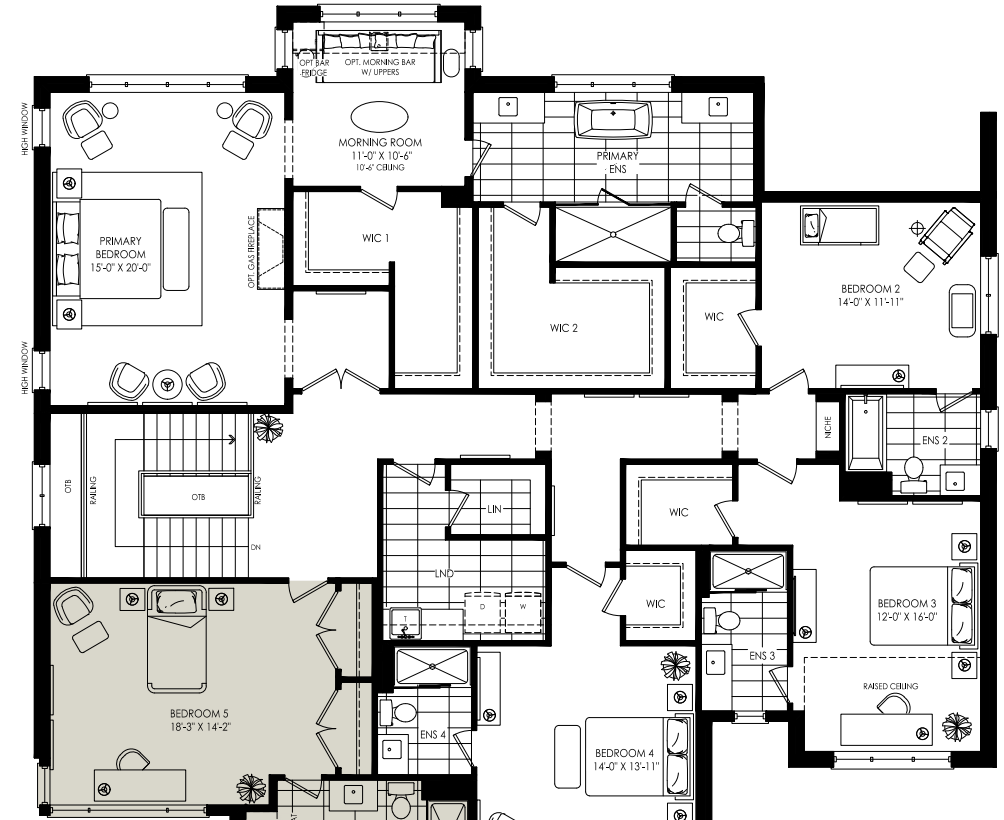 OPT BAR
FRIDGE
OPT. MORNING BAR
W/ UPPERS
HIGH WINDOW
MORNING ROOM
11'-0" X 10'-6"
10'-6" CEILING
PRIMARY
ENS
PRIMARY
BEDROOM
15'-0" X 20'-0"
OPT. GAS FIREPLACE
WIC 1
WIC 2
WIC
BEDROOM 2
14'-0" X 11'-11"
HIGH WINDOW
NICHE
ENS 2
OTB
RAILING
OTB
RAILING
DN
LIN
WIC
LND
D
W
WIC
BEDROOM 3
12'-0" X 16'-0"
ENS 3
RAISED CEILING
BEDROOM 5
18'-3" X 14'-2"
ENS 4
BEDROOM 4
14'-0" X 13'-11"